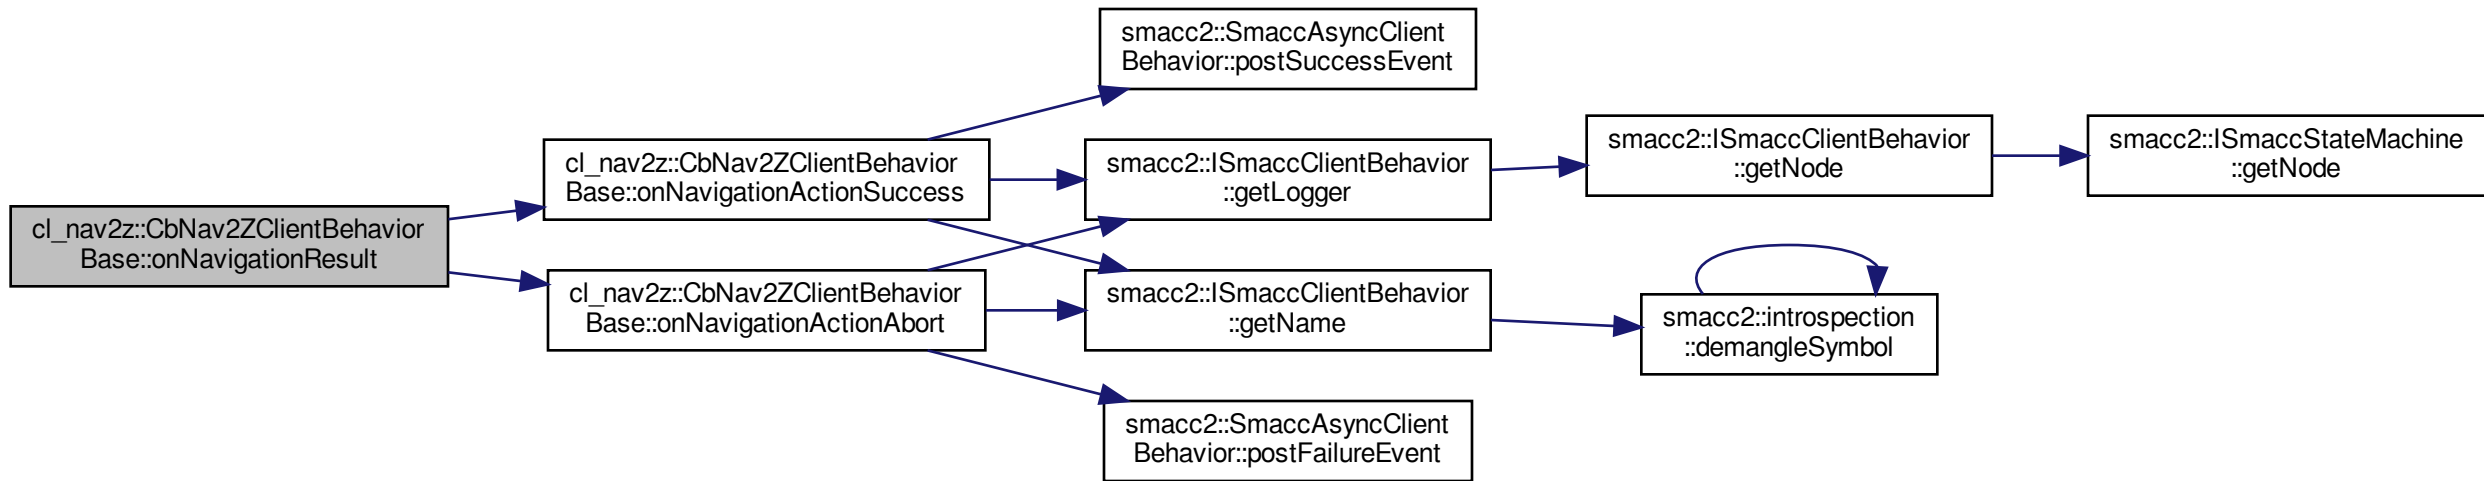 cl_nav2z::CbNav2ZClientBehavior
Base::onNavigationResult
cl_nav2z::CbNav2ZClientBehavior
Base::onNavigationActionSuccess
cl_nav2z::CbNav2ZClientBehavior
Base::onNavigationActionAbort
smacc2::SmaccAsyncClient
Behavior::postSuccessEvent
smacc2::ISmaccClientBehavior
::getLogger
smacc2::ISmaccClientBehavior
::getName
smacc2::SmaccAsyncClient
Behavior::postFailureEvent
smacc2::ISmaccClientBehavior
::getNode
smacc2::introspection
::demangleSymbol
smacc2::ISmaccStateMachine
::getNode